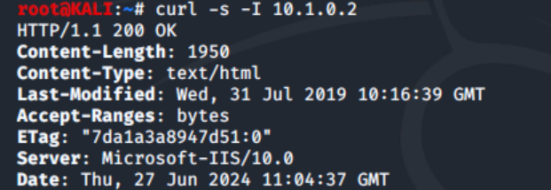 root@KALI:~# curl -s -I 10.1.0.2
HTTP/1.1 200 OK
Content-Length: 1950
Content-Type: text/html
Last-Modified: Wed, 31 Jul 2019 10:16:39 GMT
Accept-Ranges: bytes
ETag: "7da1a3a8947d51:0"
Server: Microsoft-IIS/10.0
Date: Thu, 27 Jun 2024 11:04:37 GMT